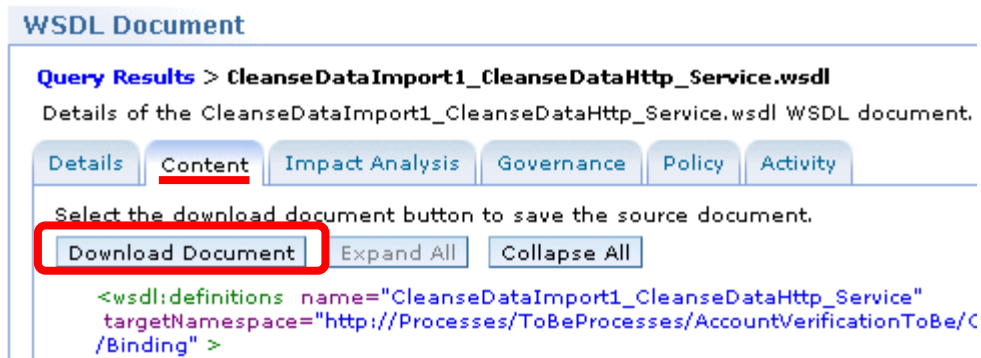 WSDL Document
Query Results > CleanseDataImport1_CleanseDataHttp_Service.wsdl
Details of the CleanseDataImport1_CleanseDataHttp_Service.wsdl WSDL document.
Details Content Impact Analysis Governance Policy Activity
Select the download document button to save the source document.
Download Document Expand All Collapse All
<wsdl:definitions name="CleanseDataImport1_CleanseDataHttp_Service"
targetNamespace="http://Processes/ToBeProcesses/AccountVerificationToBe/
/Binding" >